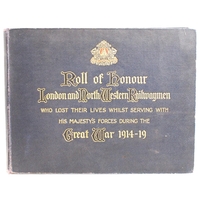 Roll of Honour
London and North Western Railwaymen
WHO LOST THEIR LIVES WHILST SERVING WITH
HIS MAJESTY'S FORCES DURING THE
Great War 1914-19